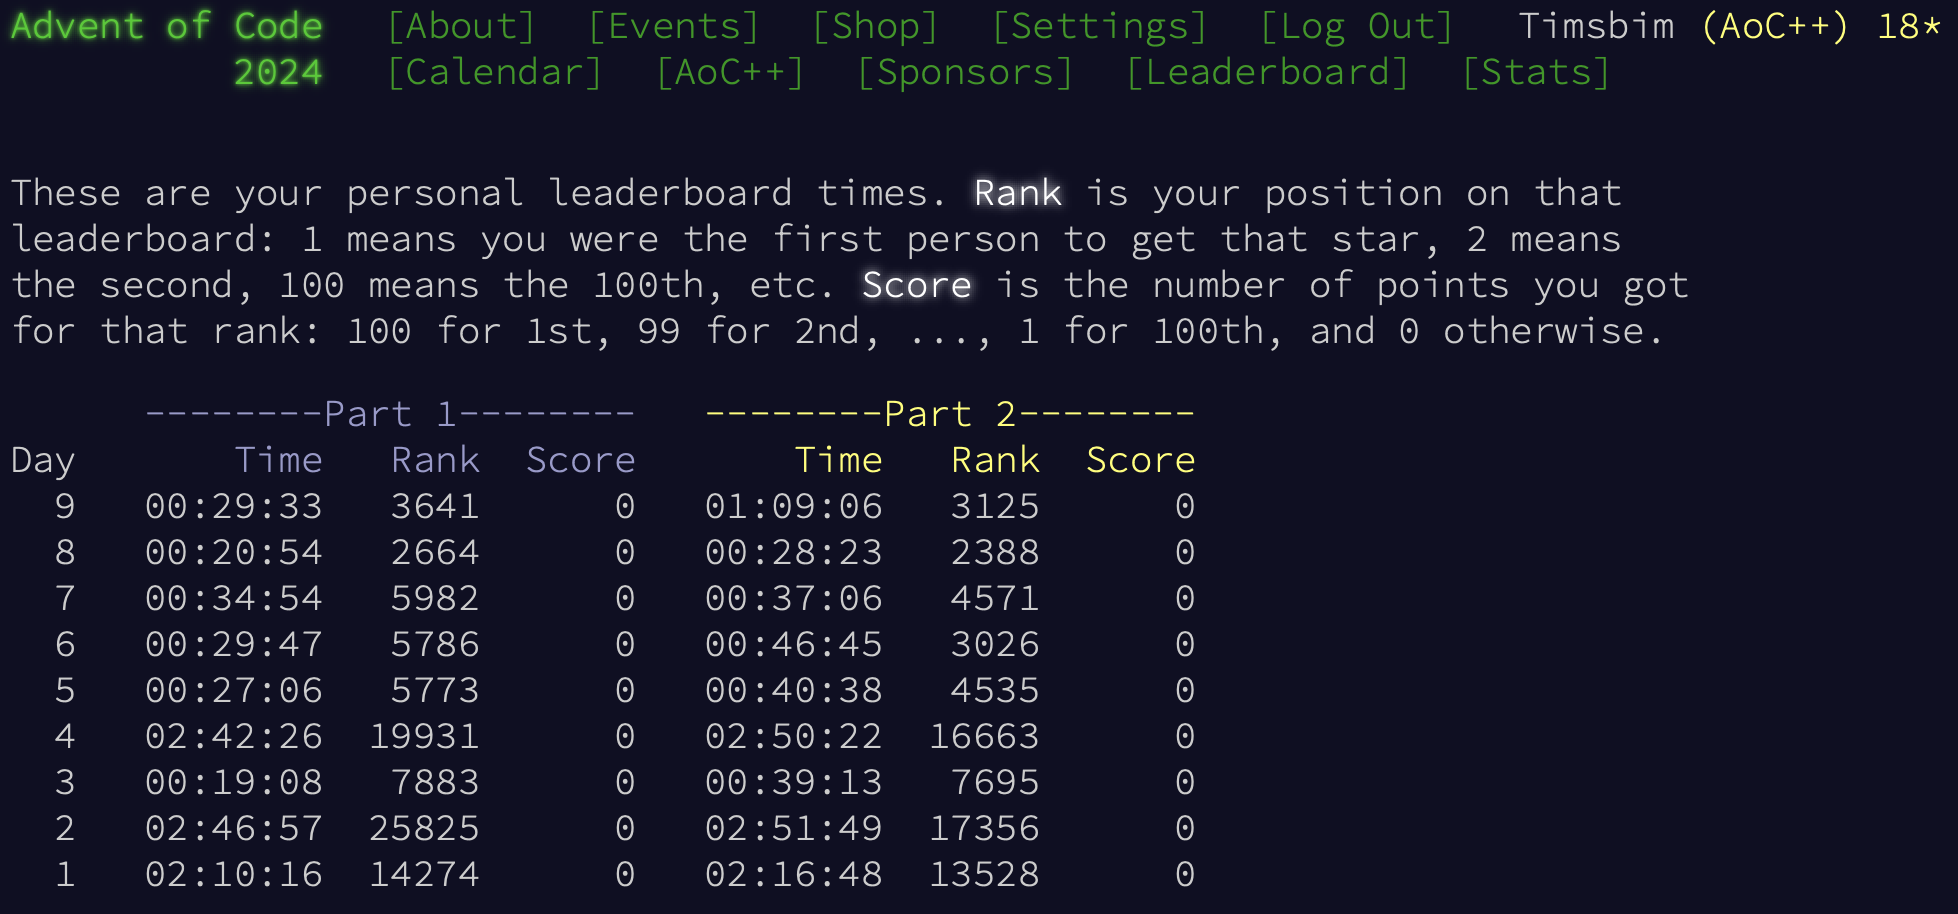 Advent of Code [About] [Events] [Shop] [Settings] [Log Out] Timsbim (AoC++) 18*
2024 [Calendar] [AoC++] [Sponsors] [Leaderboard] [Stats]
These are your personal leaderboard times. Rank is your position on that
leaderboard: 1 means you were the first person to get that star, 2 means
the second, 100 means the 100th, etc. Score is the number of points you got
for that rank: 100 for 1st, 99 for 2nd, ..., 1 for 100th, and 0 otherwise.
--------Part 1-------- --------Part 2--------
Day Time Rank Score Time Rank Score
9 00:29:33 3641 0 01:09:06 3125 0
8 00:20:54 2664 0 00:28:23 2388 0
7 00:34:54 5982 0 00:37:06 4571 0
6 00:29:47 5786 0 00:46:45 3026 0
5 00:27:06 5773 0 00:40:38 4535 0
4 02:42:26 19931 0 02:50:22 16663 0
3 00:19:08 7883 0 00:39:13 7695 0
2 02:46:57 25825 0 02:51:49 17356 0
1 02:10:16 14274 0 02:16:48 13528 0